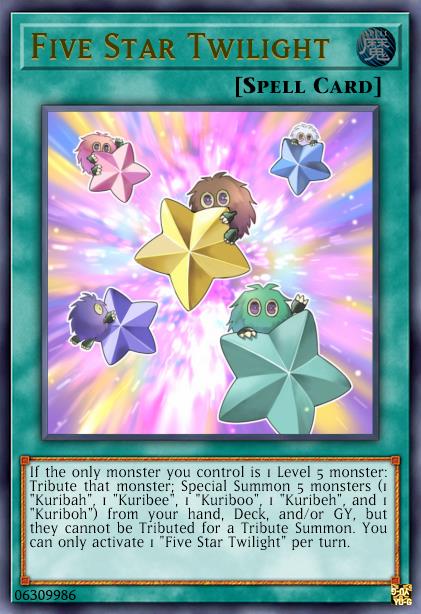 Five Star Twilight
魔
[Spell Card]
If the only monster you control is 1 Level 5 monster:
Tribute that monster; Special Summon 5 monsters (1
"Kuribah", 1 "Kuribee", 1 "Kuriboo", 1 "Kuribeh", and 1
"Kuriboh") from your hand, Deck, and/or GY, but
they cannot be Tributed for a Tribute Summon. You
can only activate 1 "Five Star Twilight" per turn.
06309986